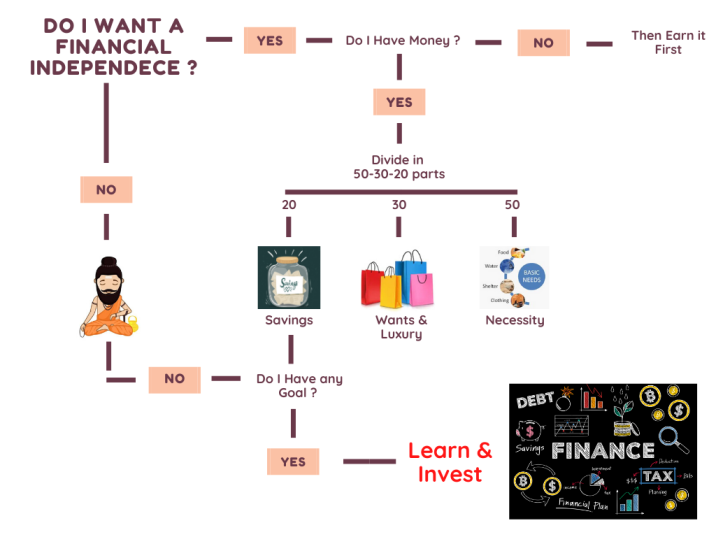 DO I WANT A
FINANCIAL
INDEPENDECE ?
YES
Do I Have Money ?
NO
Then Earn it
First
YES
Divide in
50-30-20 parts
NO
20
30
50
Food
Water
Shelter
Clothing
BASIC
NEEDS
Savings
Wants &
Luxury
Necessity
NO
Do I Have any
Goal ?
YES
Learn &
Invest
DEBT
Savings
FINANCE
$$$
TAX
Financial Plan
Planning